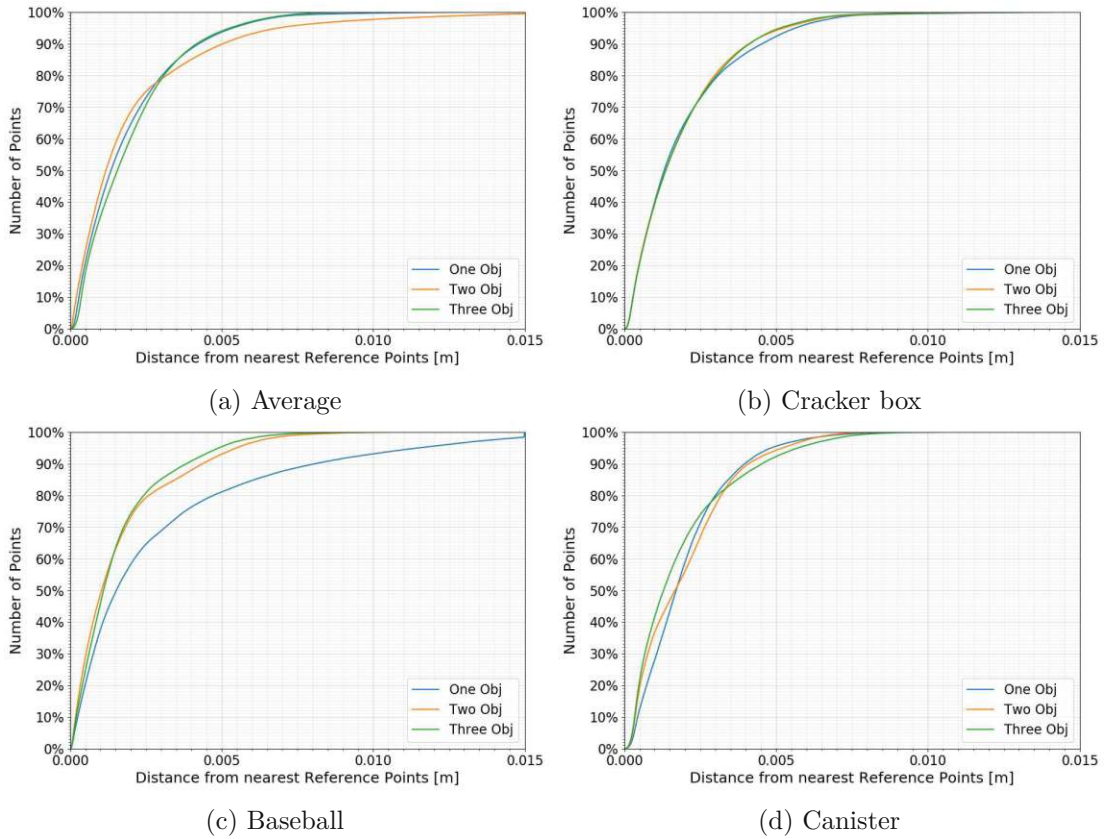 100%
90%
80%
70%
60%
50%
40%
30%
20%
10%
0%
Number of Points
One Obj
Two Obj
Three Obj
0.000 0.005 0.010 0.015
Distance from nearest Reference Points [m]
(a) Average
100%
90%
80%
70%
60%
50%
40%
30%
20%
10%
0%
Number of Points
One Obj
Two Obj
Three Obj
0.000 0.005 0.010 0.015
Distance from nearest Reference Points [m]
(b) Cracker box
100%
90%
80%
70%
60%
50%
40%
30%
20%
10%
0%
Number of Points
One Obj
Two Obj
Three Obj
0.000 0.005 0.010 0.015
Distance from nearest Reference Points [m]
(c) Baseball
100%
90%
80%
70%
60%
50%
40%
30%
20%
10%
0%
Number of Points
One Obj
Two Obj
Three Obj
0.000 0.005 0.010 0.015
Distance from nearest Reference Points [m]
(d) Canister